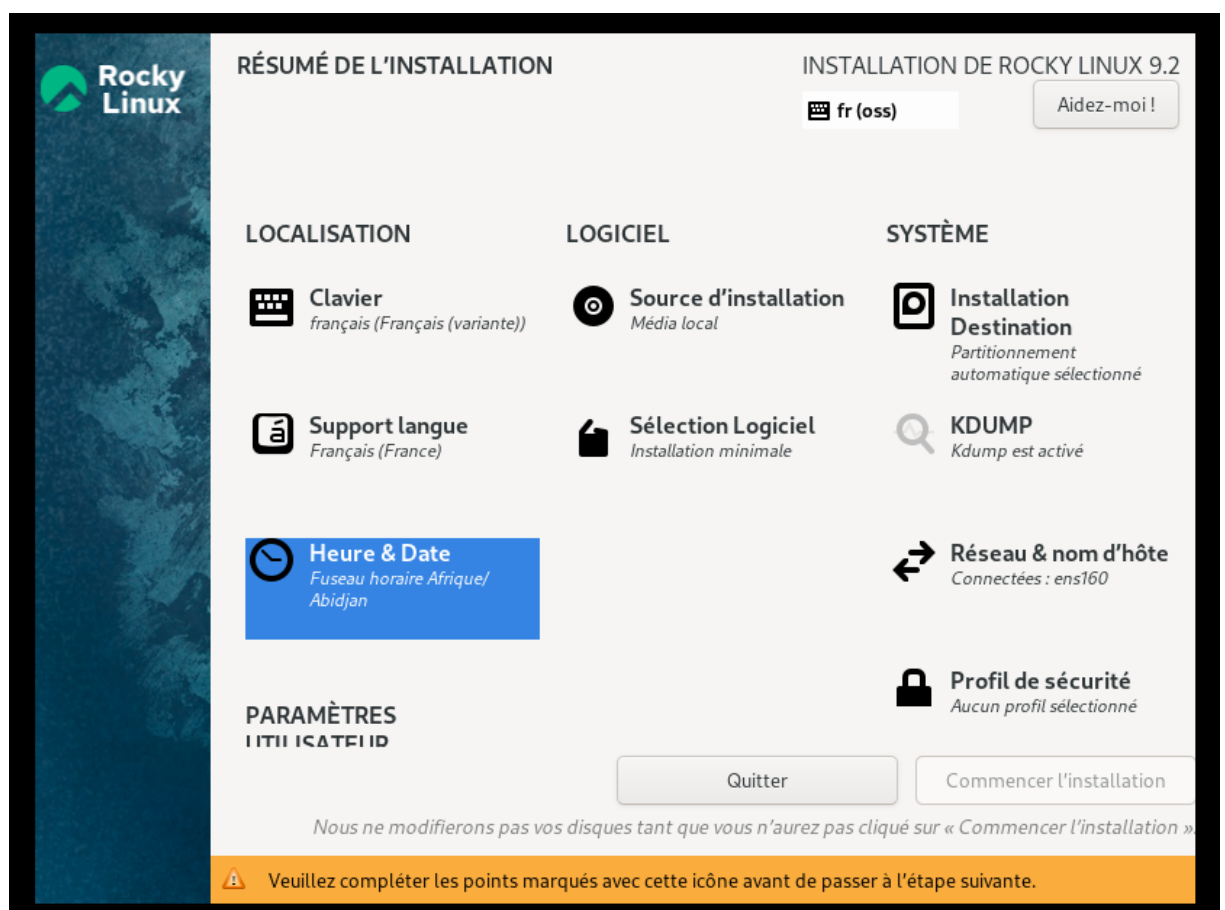 Rocky
Linux
RÉSUMÉ DE L'INSTALLATION
INSTALLATION DE ROCKY LINUX 9.2
fr (oss)
Aidez-moi !
LOCALISATION
LOGICIEL
SYSTÈME
Clavier
français (Français (variante))
Source d'installation
Média local
Installation
Destination
Partitionnement
automatique sélectionné
Support langue
Français (France)
Sélection Logiciel
Installation minimale
KDUMP
Kdump est activé
Heure & Date
Fuseau horaire Afrique/
Abidjan
Réseau & nom d'hôte
Connectées : ens160
Profil de sécurité
Aucun profil sélectionné
PARAMÈTRES
UTILISATEUR
Quitter
Commencer l'installation
Nous ne modifierons pas vos disques tant que vous n'aurez pas cliqué sur « Commencer l'installation ».
Veuillez compléter les points marqués avec cette icône avant de passer à l'étape suivante.